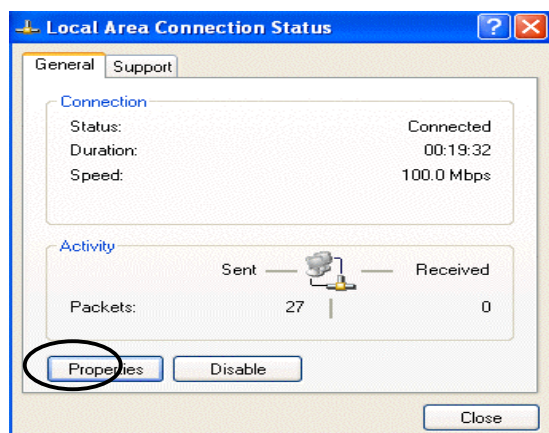 Local Area Connection Status
General Support
Connection
Status: Connected
Duration: 00:19:32
Speed: 100.0 Mbps
Activity
Sent Received
Packets: 27 0
Properties Disable
Close